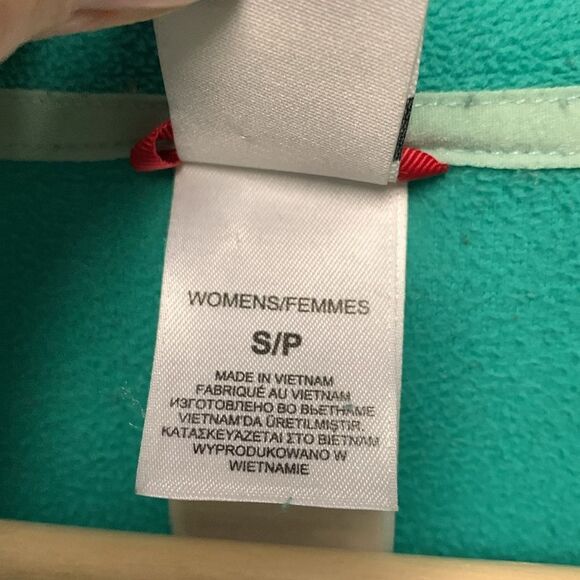 WOMENS/FEMMES
S/P
MADE IN VIETNAM
FABRIQUÉ AU VIETNAM
ИЗГОТОВЛЕНО ВО ВЬЕТНАМЕ
VIETNAM'DA ÜRETILMIŞTIR.
ΚΑΤΑΣΚΕΥΑΖΕΤΑΙ ΣΤΟ ΒΙΕΤΝΑΜ
WYPRODUKOWANO W
WIETNAMIE